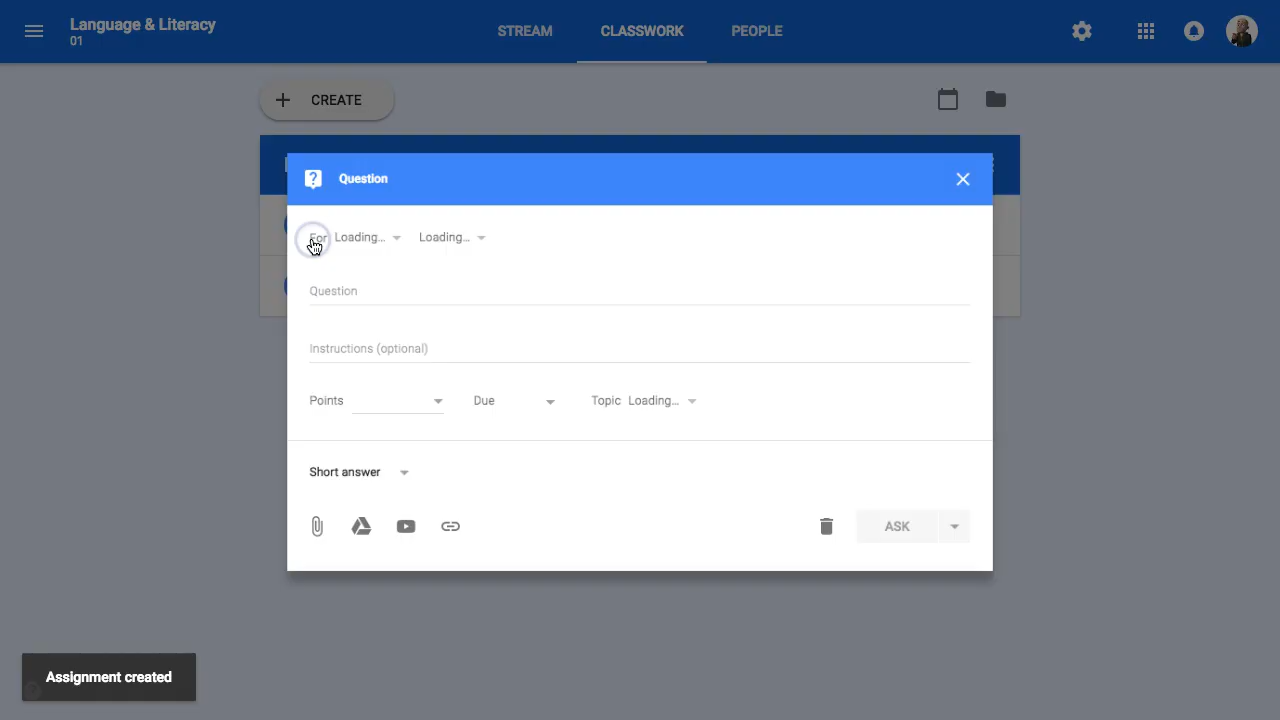 Language & Literacy
01
STREAM CLASSWORK PEOPLE
CREATE
Question
For Loading... Loading...
Question
Instructions (optional)
Points Due Topic Loading...
Short answer
ASK
Assignment created